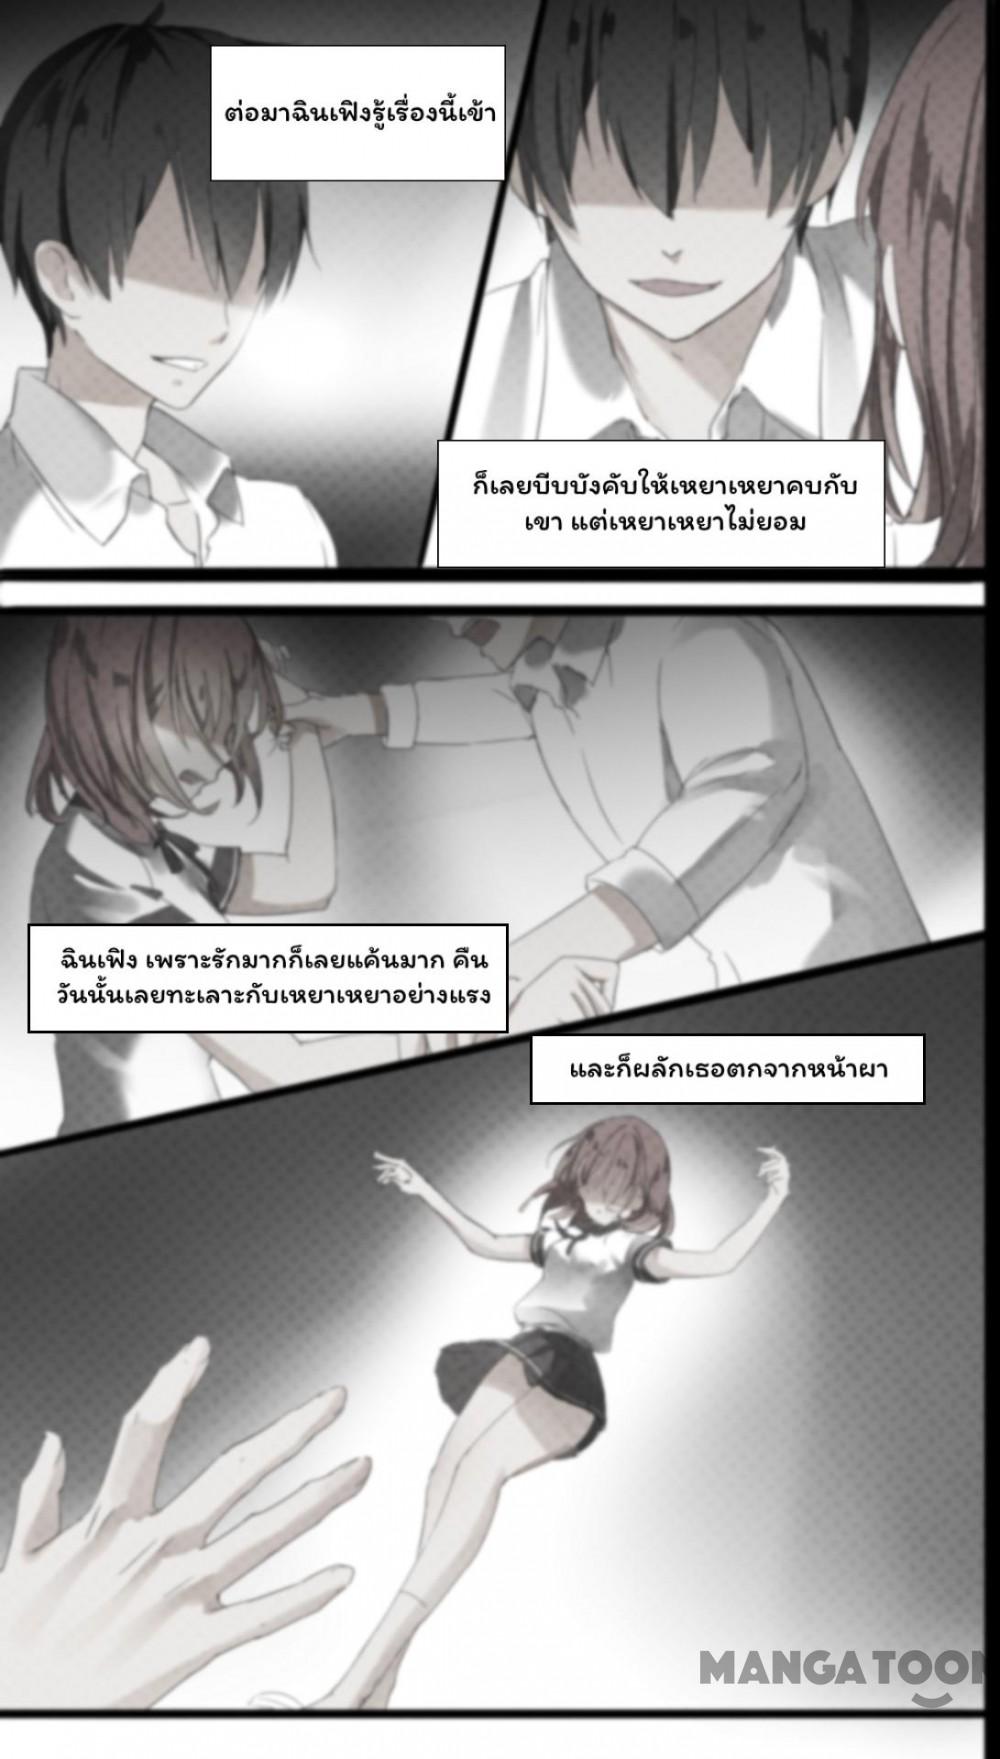 ต่อมาฉินเฟิงรู้เรื่องนี้เข้า
ก็เลยบีบบังคับให้เหยาเหยาคบกับ
เขา แต่เหยาเหยาไม่ยอม
ฉินเฟิง เพราะรักมากก็เลยแค้นมาก คืน
วันนั้นเลยทะเลาะกับเหยาเหยาอย่างแรง
และก็ผลักเธอตกจากหน้าผา
MANGATOON